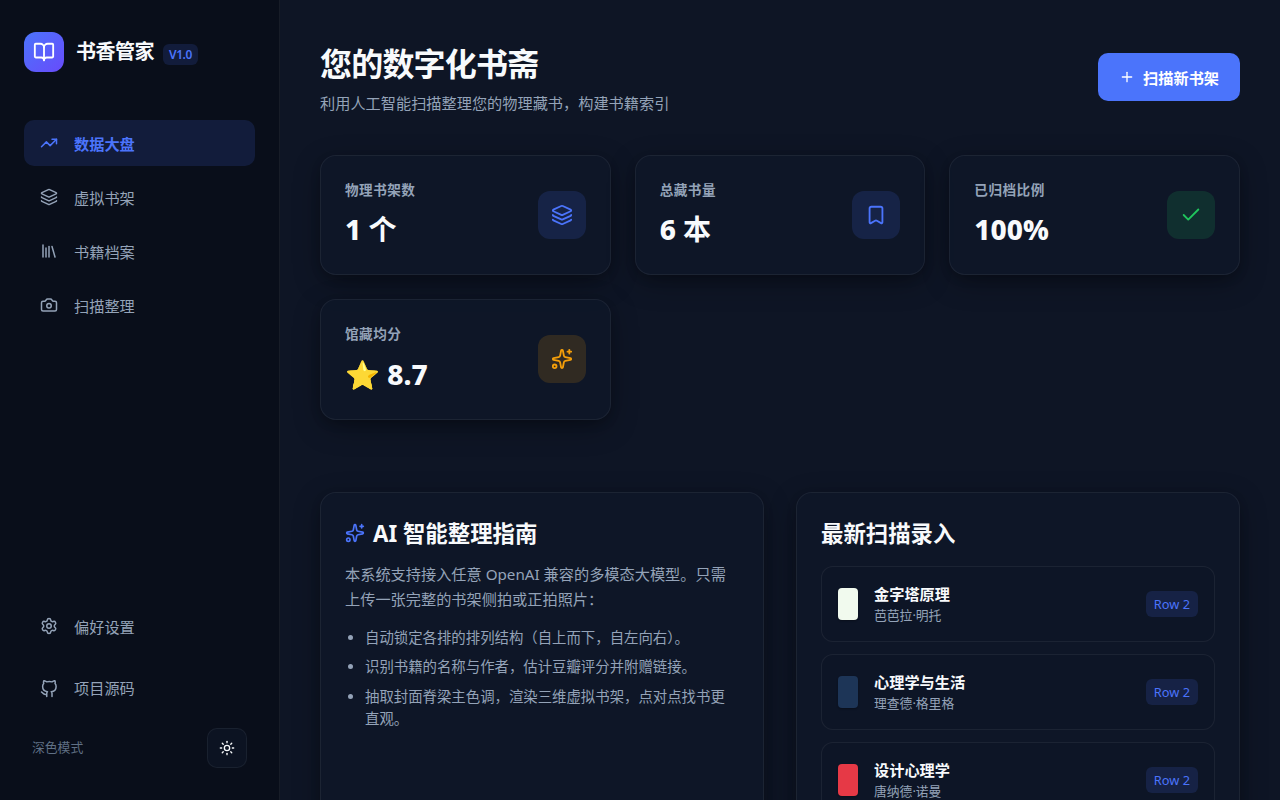 书香管家 V1.0
数据大盘
虚拟书架
书籍档案
扫描整理
偏好设置
项目源码
深色模式
您的数字化书斋
利用人工智能扫描整理您的物理藏书，构建书籍索引
扫描新书架
物理书架数
1 个
总藏书量
6 本
已归档比例
100%
馆藏均分
⭐ 8.7
AI 智能整理指南
本系统支持接入任意 OpenAI 兼容的多模态大模型。只需
上传一张完整的书架侧拍或正拍照片：
自动锁定各排的排列结构（自上而下，自左向右）。
识别书籍的名称与作者，估计豆瓣评分并附赠链接。
抽取封面脊梁主色调，渲染三维虚拟书架，点对点找书更
直观。
最新扫描录入
金字塔原理
芭芭拉·明托
Row 2
心理学与生活
理查德·格里格
Row 2
设计心理学
唐纳德·诺曼
Row 2